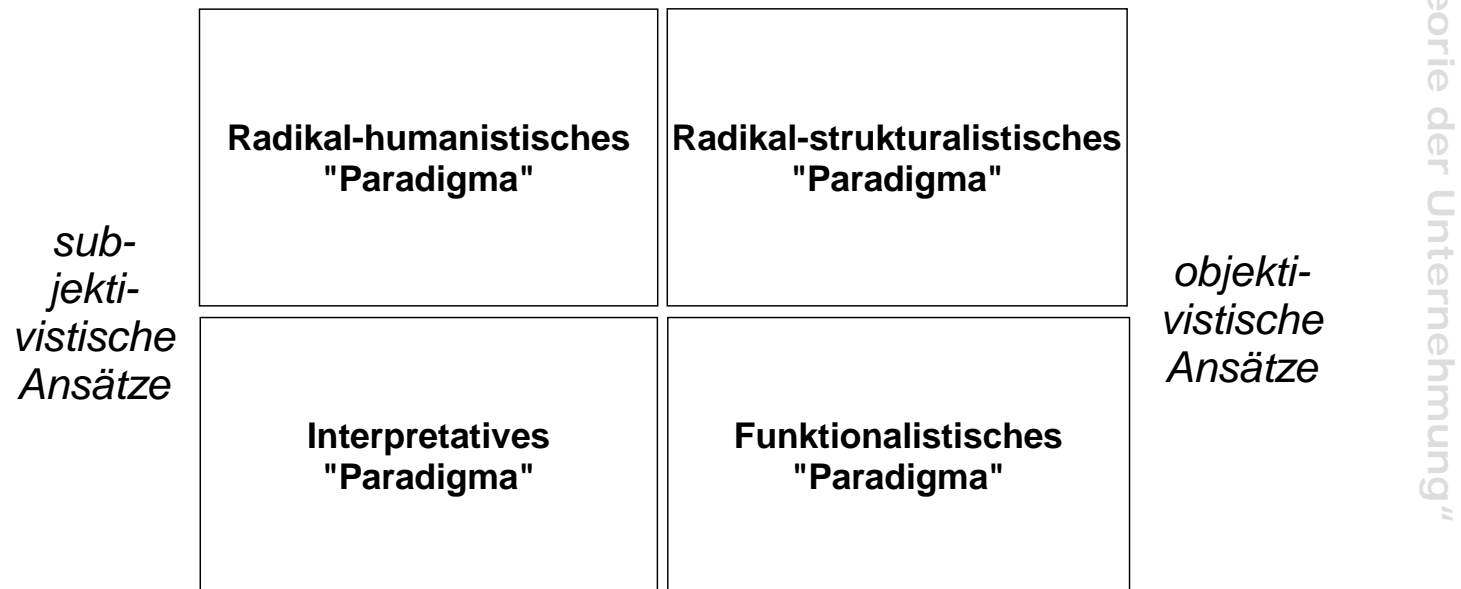 Radikal-humanistisches
"Paradigma"
Radikal-strukturalistisches
"Paradigma"
sub-
jekti-
vistische
Ansätze
objekti-
vistische
Ansätze
Interpretatives
"Paradigma"
Funktionalistisches
"Paradigma"
der Unternehmung“